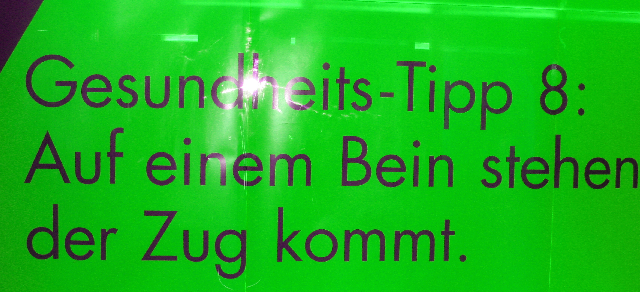 Gesundheits-Tipp 8:
Auf einem Bein stehen
der Zug kommt.